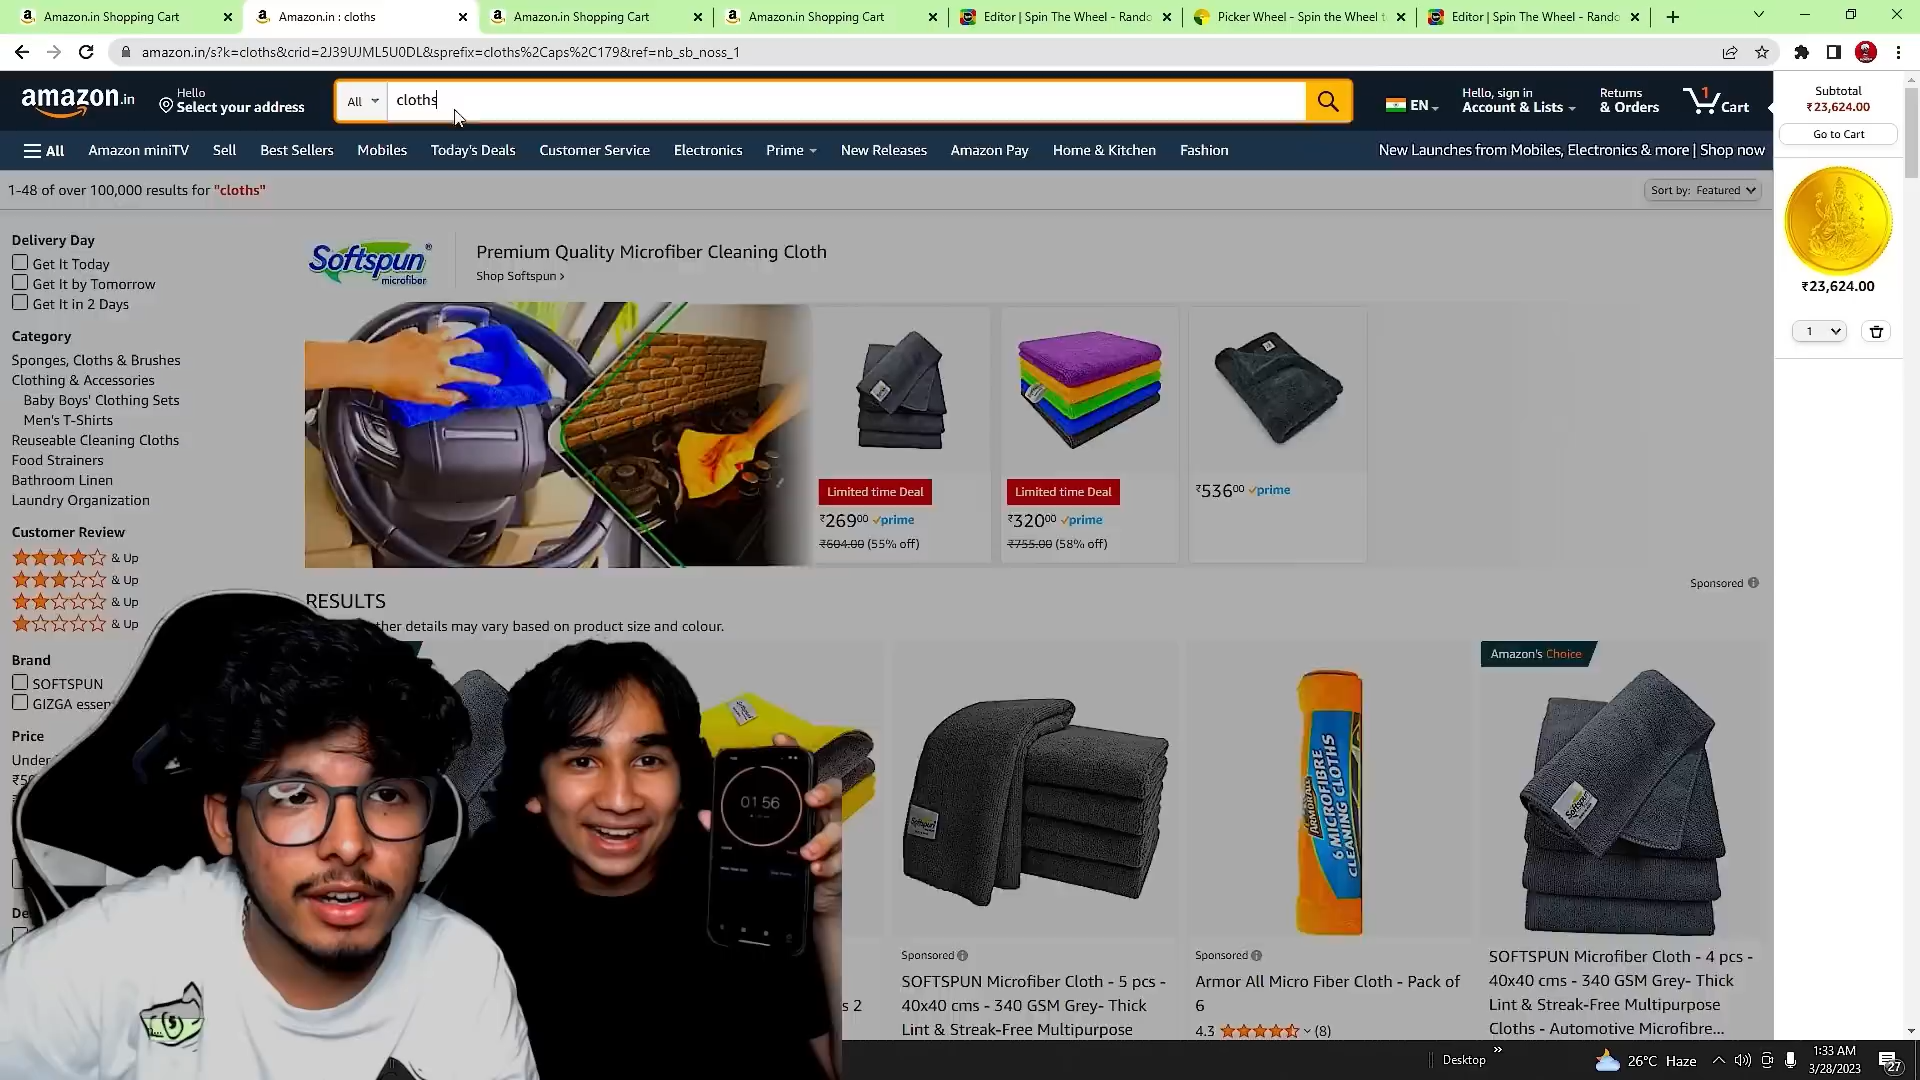 Amazon.in Shopping Cart
Amazon.in : cloths
Amazon.in Shopping Cart
Amazon.in Shopping Cart
Editor | Spin The Wheel - Rando
Picker Wheel - Spin the Wheel t
Editor | Spin The Wheel - Rando
amazon.in/s?k=cloths&crid=2J39UJML5U0DL&sprefix=cloths%2Caps%2C179&ref=nb_sb_noss_1
amazon.in
Hello
Select your address
All
cloths
EN
Hello, sign in
Account & Lists
Returns
& Orders
1
Cart
Subtotal
₹23,624.00
Go to Cart
All
Amazon miniTV
Sell
Best Sellers
Mobiles
Today's Deals
Customer Service
Electronics
Prime
New Releases
Amazon Pay
Home & Kitchen
Fashion
New Launches from Mobiles, Electronics & more | Shop now
1-48 of over 100,000 results for "cloths"
Sort by: Featured
₹23,624.00
1
Delivery Day
Get It Today
Get It by Tomorrow
Get It in 2 Days
Category
Sponges, Cloths & Brushes
Clothing & Accessories
Baby Boys' Clothing Sets
Men's T-Shirts
Reuseable Cleaning Cloths
Food Strainers
Bathroom Linen
Laundry Organization
Customer Review
& Up
& Up
& Up
& Up
Brand
SOFTSPUN
GIZGA essen
Price
Under
Softspun
microfiber
Premium Quality Microfiber Cleaning Cloth
Shop Softspun ›
Limited time Deal
₹269⁰⁰ prime
₹604.00 (55% off)
Limited time Deal
₹320⁰⁰ prime
₹755.00 (58% off)
₹536⁰⁰ prime
Sponsored
RESULTS
ther details may vary based on product size and colour.
01 56
Softspun
ARMORALL
6 MICROFIBRE
CLEANING CLOTHS
Amazon's Choice
Softspun
s 2
Sponsored
SOFTSPUN Microfiber Cloth - 5 pcs -
40x40 cms - 340 GSM Grey- Thick
Lint & Streak-Free Multipurpose
Sponsored
Armor All Micro Fiber Cloth - Pack of
6
4.3
(8)
SOFTSPUN Microfiber Cloth - 4 pcs -
40x40 cms - 340 GSM Grey- Thick
Lint & Streak-Free Multipurpose
Cloths - Automotive Microfibre...
Desktop
26°C Haze
1:33 AM
3/28/2023
27